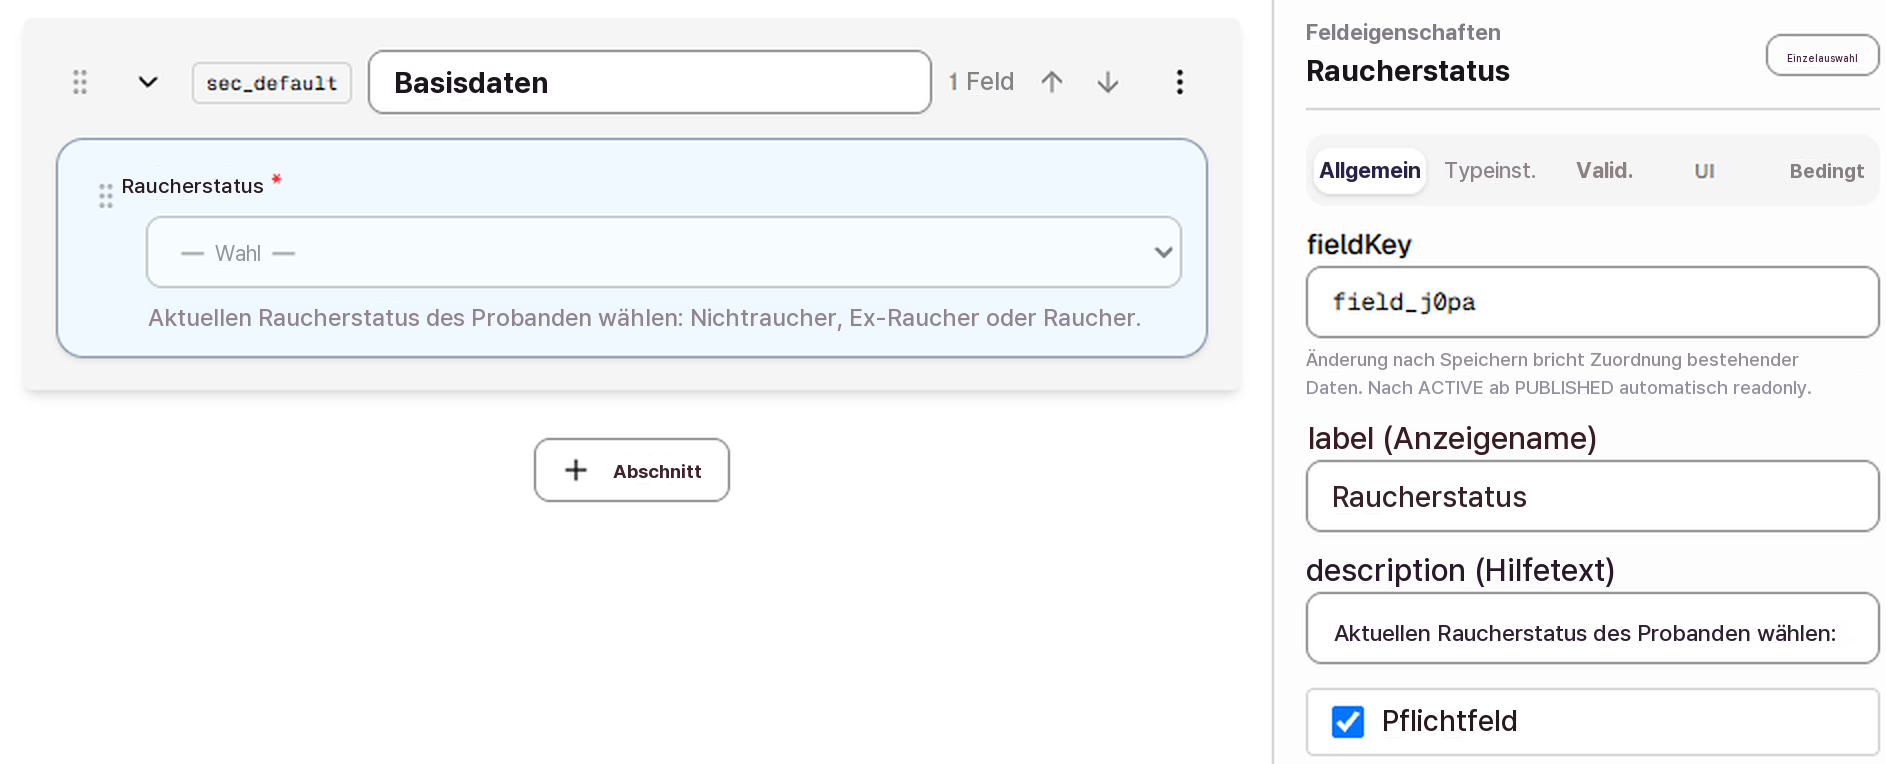 sec_default
Basisdaten
1 Feld
Raucherstatus *
— Wahl —
Aktuellen Raucherstatus des Probanden wählen: Nichtraucher, Ex-Raucher oder Raucher.
+ Abschnitt
Feldeigenschaften
Raucherstatus
Einzelauswahl
Allgemein Typeinst. Valid. UI Bedingt
fieldKey
field_j0pa
Änderung nach Speichern bricht Zuordnung bestehender
Daten. Nach ACTIVE ab PUBLISHED automatisch readonly.
label (Anzeigename)
Raucherstatus
description (Hilfetext)
Aktuellen Raucherstatus des Probanden wählen:
Pflichtfeld